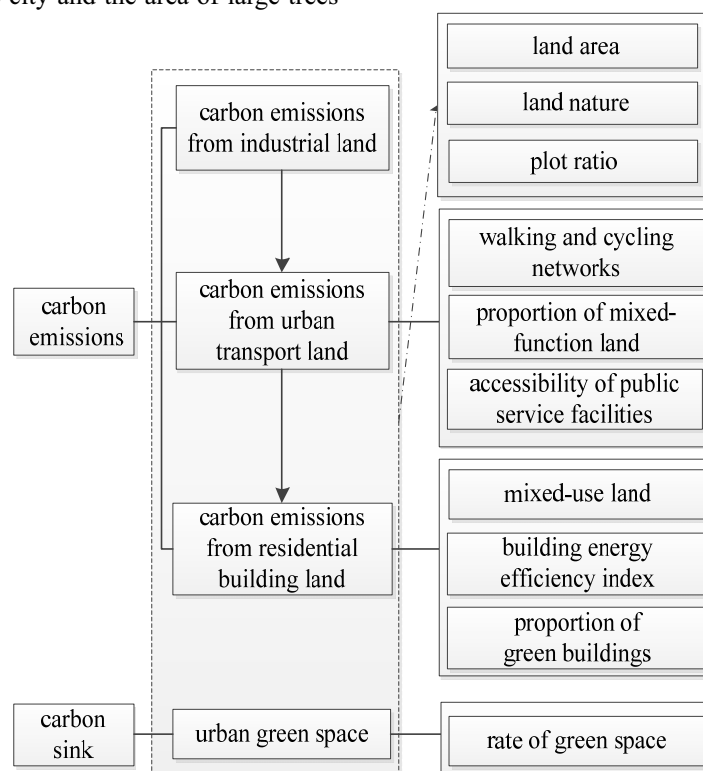 city and the area of large trees
land area
carbon emissions
from industrial land
land nature
plot ratio
walking and cycling
networks
carbon
emissions
carbon emissions
from urban
transport land
proportion of mixed-
function land
accessibility of public
service facilities
mixed-use land
carbon emissions
from residential
building land
building energy
efficiency index
proportion of
green buildings
carbon
sink
urban green space
rate of green space